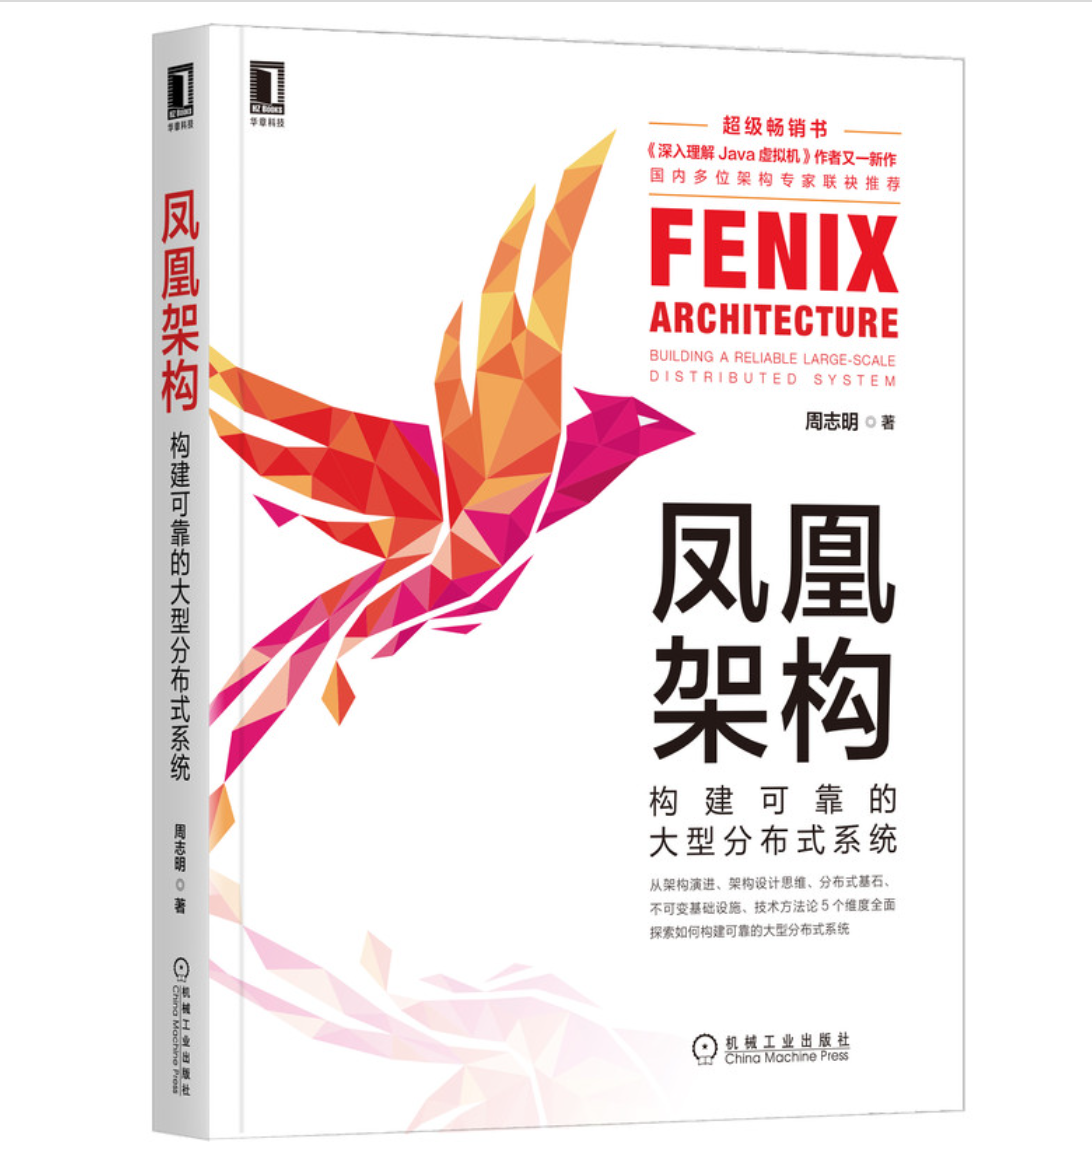 HZ BOOKS
华章科技
凤凰架构
构建可靠的大型分布式系统
周志明 ◎ 著
机械工业出版社
China Machine Press
HZ BOOKS
华章科技
超级畅销书
《深入理解 Java 虚拟机》作者又一新作
国内多位架构专家联袂推荐
FENIX
ARCHITECTURE
BUILDING A RELIABLE LARGE-SCALE
DISTRIBUTED SYSTEM
周志明 ◎ 著
凤凰
架构
构建可靠的
大型分布式系统
从架构演进、架构设计思维、分布式基石、
不可变基础设施、技术方法论 5 个维度全面
探索如何构建可靠的大型分布式系统
机械工业出版社
China Machine Press